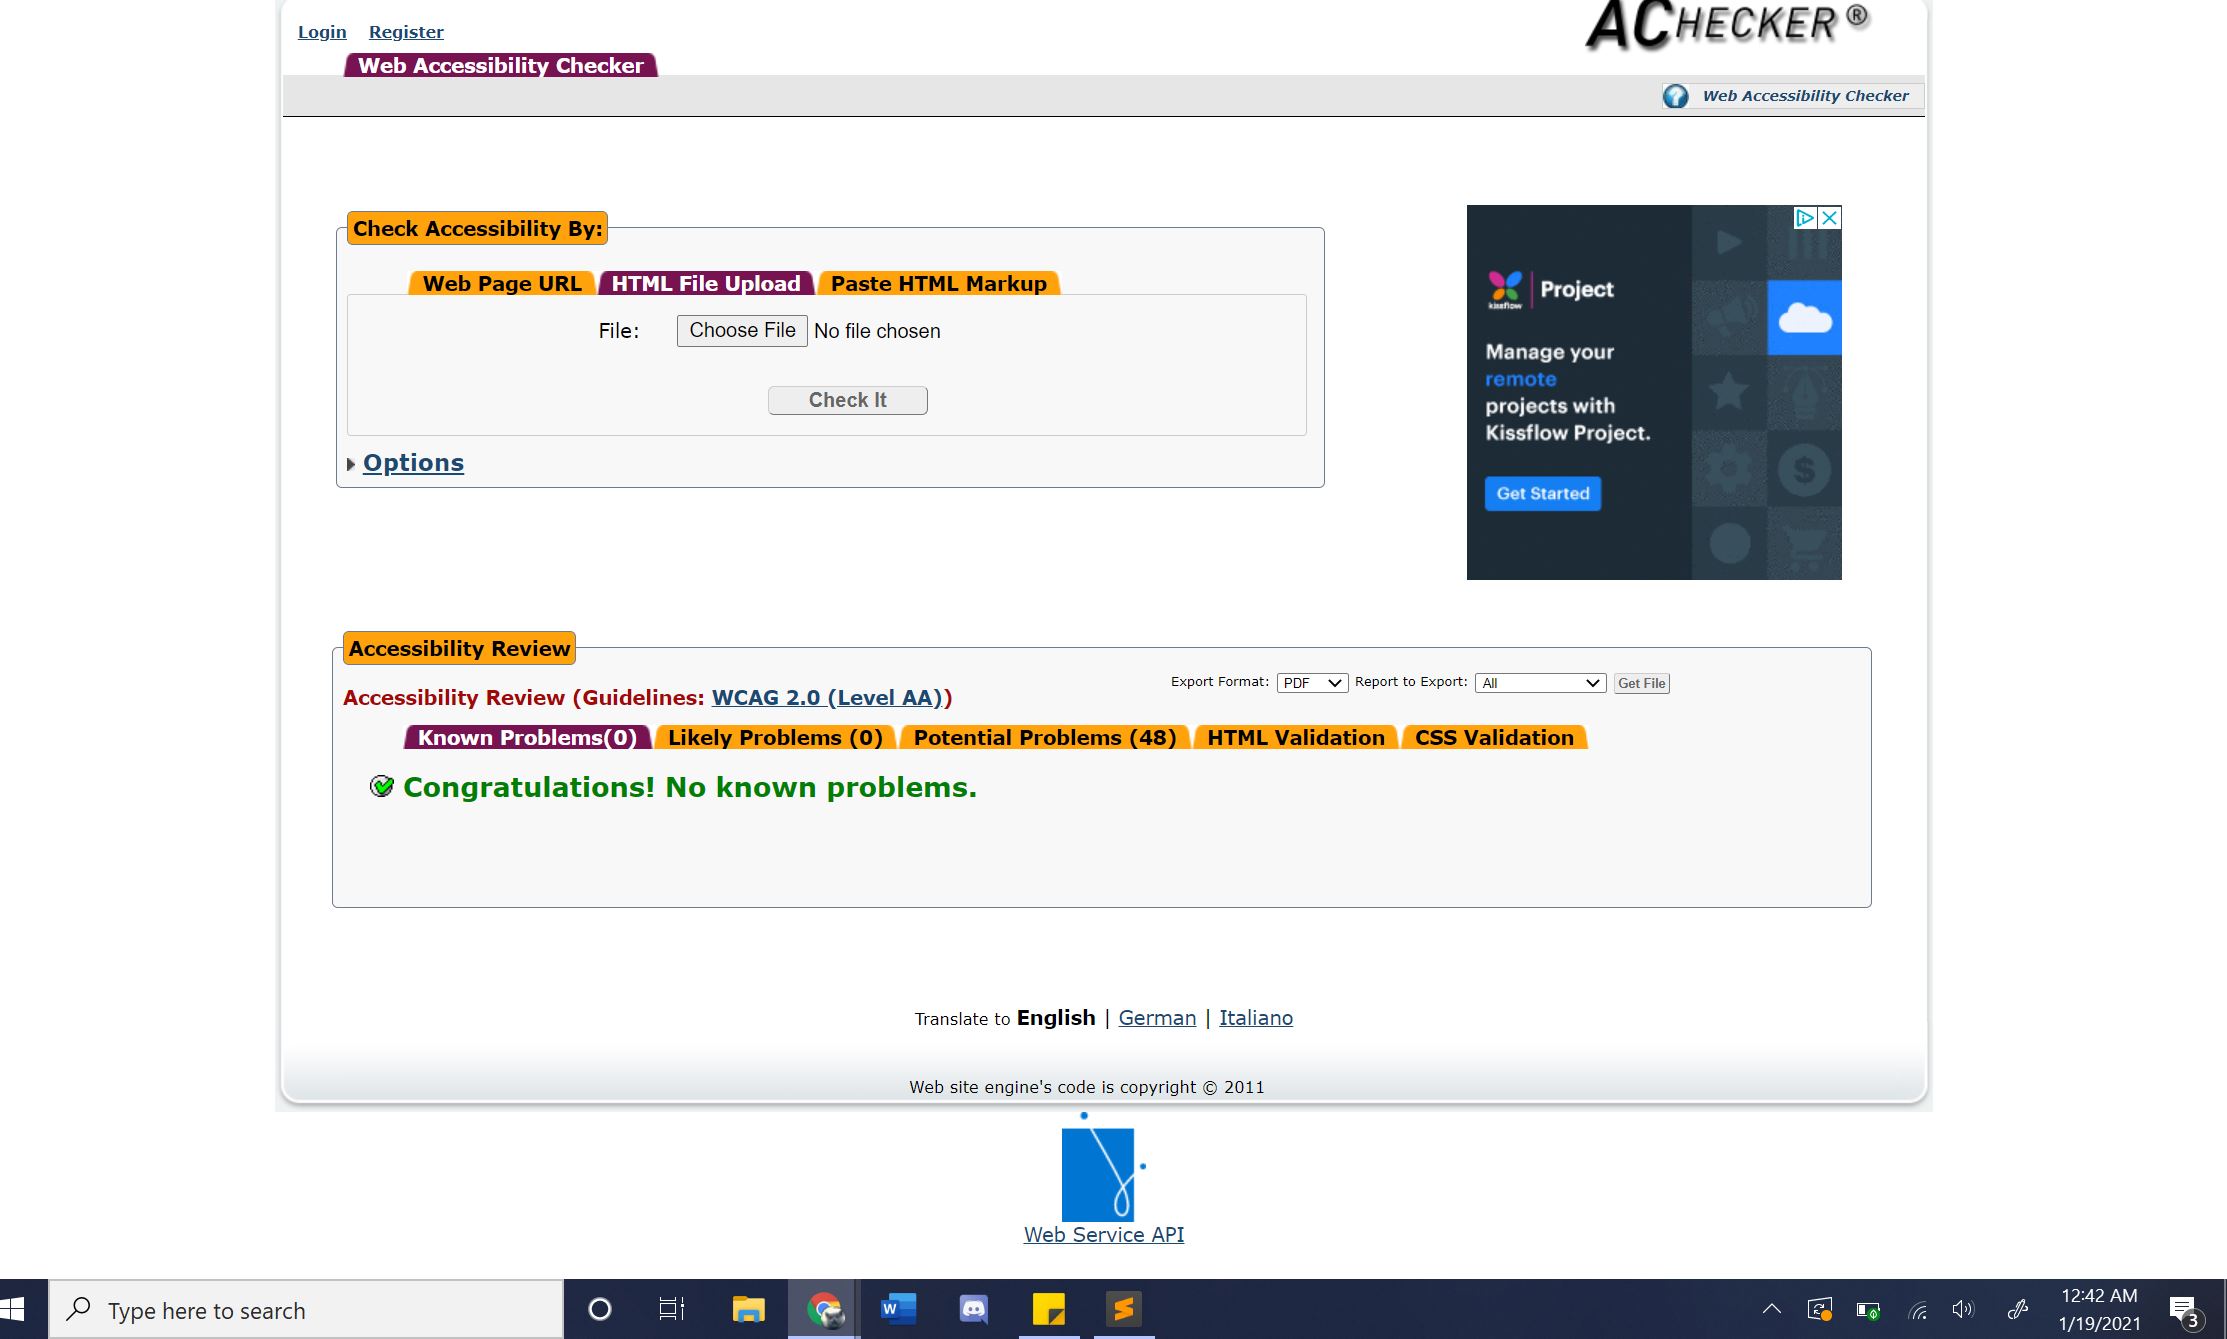 Login Register
ACHECKER ®
Web Accessibility Checker
Web Accessibility Checker
Check Accessibility By:
Web Page URL HTML File Upload Paste HTML Markup
File: Choose File No file chosen
Check It
Options
kissflow Project
Manage your
remote
projects with
Kissflow Project.
Get Started
Accessibility Review
Export Format: PDF Report to Export: All Get File
Accessibility Review (Guidelines: WCAG 2.0 (Level AA))
Known Problems(0) Likely Problems (0) Potential Problems (48) HTML Validation CSS Validation
Congratulations! No known problems.
Translate to English | German | Italiano
Web site engine's code is copyright © 2011
Web Service API
Type here to search
12:42 AM
1/19/2021
3